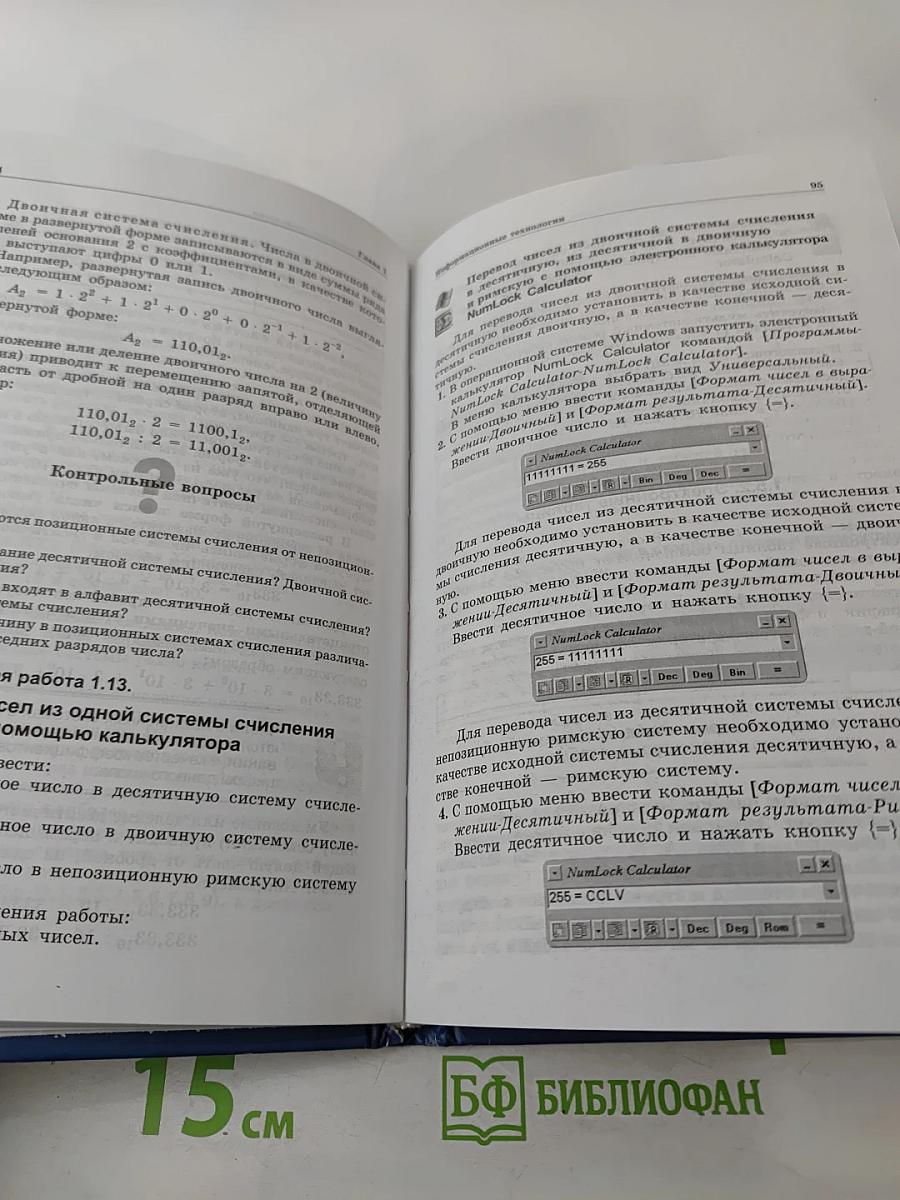 Глава 1
Двоичная система счисления. Числа в двоичной си-
ме в развернутой форме записываются в виде суммы ряда
пеней основания 2 с коэффициентами, в качестве кото-
выступают цифры 0 или 1.
Например, развернутая запись двоичного числа выгля-
следующим образом:
A₂ = 1 · 2² + 1 · 2¹ + 0 · 2⁰ + 0 · 2⁻¹ + 1 · 2⁻²,
вернутой форме:
A₂ = 110,01₂.
ножение или деление двоичного числа на 2 (величину
ия) приводит к перемещению запятой, отделяющей
асть от дробной на один разряд вправо или влево,
ер:
110,01₂ · 2 = 1100,1₂,
110,01₂ : 2 = 11,001₂.
?
Контрольные вопросы
ются позиционные системы счисления от непозицион-
ание десятичной системы счисления? Двоичной сис-
ия?
входят в алфавит десятичной системы счисления?
темы счисления?
чину в позиционных системах счисления различа-
седних разрядов числа?
я работа 1.13.
сел из одной системы счисления
помощью калькулятора
вести:
ое число в десятичную систему счисле-
ное число в двоичную систему счисле-
ло в непозиционную римскую систему
нения работы:
ных чисел.
Информационные технологии 95
Перевод чисел из двоичной системы счисления
в десятичную, из десятичной в двоичную
и римскую с помощью электронного калькулятора
NumLock Calculator
Для перевода чисел из двоичной системы счисления в
десятичную необходимо установить в качестве исходной си-
стемы счисления двоичную, а в качестве конечной — деся-
тичную.
1. В операционной системе Windows запустить электронный
калькулятор NumLock Calculator командой [Программы-
NumLock Calculator-NumLock Calculator].
В меню калькулятора выбрать вид Универсальный.
2. С помощью меню ввести команды [Формат чисел в выра-
жении-Двоичный] и [Формат результата-Десятичный].
Ввести двоичное число и нажать кнопку {=}.
NumLock Calculator
11111111 = 255
Bin Deg Dec =
Для перевода чисел из десятичной системы счисления в
двоичную необходимо установить в качестве исходной систе
мы счисления десятичную, а в качестве конечной — двоич
ную.
3. С помощью меню ввести команды [Формат чисел в выр
жении-Десятичный] и [Формат результата-Двоичны
Ввести десятичное число и нажать кнопку {=}.
NumLock Calculator
255 = 11111111
Dec Deg Bin =
Для перевода чисел из десятичной системы счисле
непозиционную римскую систему необходимо установ
качестве исходной системы счисления десятичную, а
стве конечной — римскую систему.
4. С помощью меню ввести команды [Формат чисел
жении-Десятичный] и [Формат результата-Ри
Ввести десятичное число и нажать кнопку {=}
NumLock Calculator
255 = CCLV
Dec Deg Rom =
15 см
БФ БИБЛИОФАН